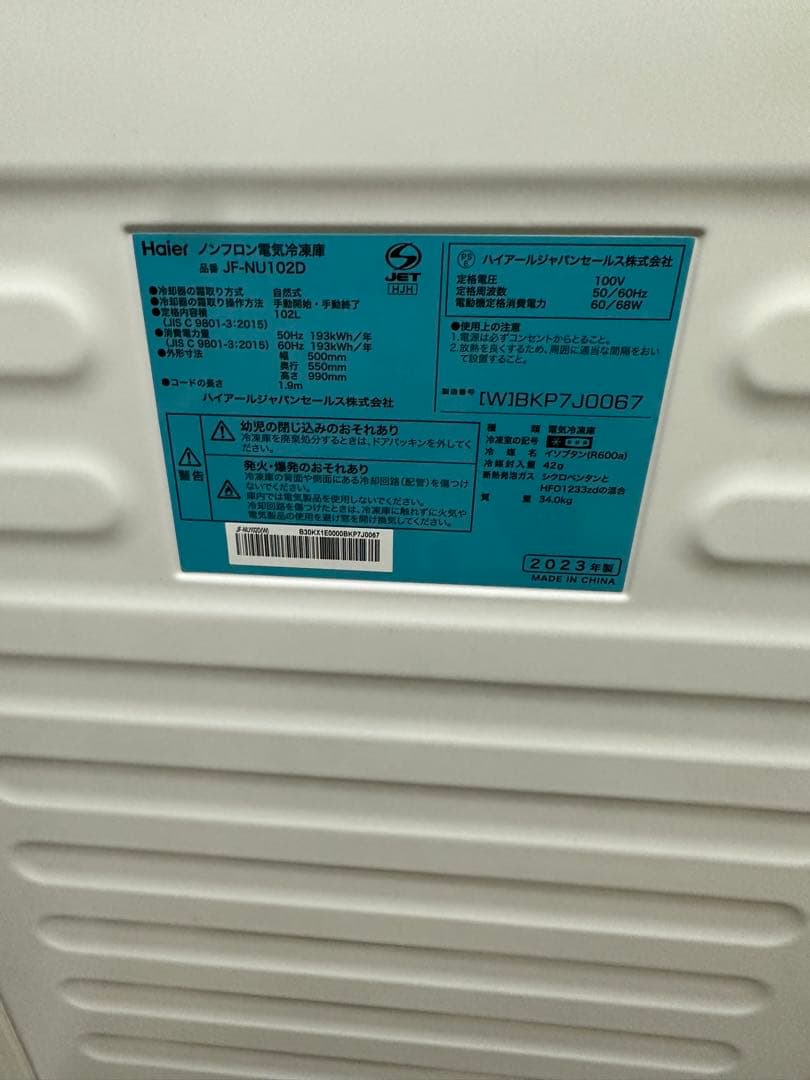 Haier ノンフロン電気冷凍庫
品番 JF-NU102D
JET
HJH
●冷却器の霜取り方式 自然式
●冷却器の霜取り操作方法 手動開始・手動終了
●定格内容積 102L
(JIS C 9801-3:2015)
●消費電力量 50Hz 193kWh/年
(JIS C 9801-3:2015) 60Hz 193kWh/年
●外形寸法 幅 500mm
奥行 550mm
高さ 990mm
●コードの長さ 1.9m
ハイアールジャパンセールス株式会社
PS E ハイアールジャパンセールス株式会社
定格電圧 100V
定格周波数 50/60Hz
電動機定格消費電力 60/68W
●使用上の注意
1.電源は必ずコンセントからとること。
2.放熱を良くするため、周囲に適当な間隔をおい
て設置すること。
製造番号 [W]BKP7J0067
警告
幼児の閉じ込みのおそれあり
冷凍庫を廃棄処分するときは、ドアパッキンを外してく
ださい。
発火・爆発のおそれあり
冷凍庫の背面や側面にある冷却回路(配管)を傷つけ
ないでください。
庫内では電気製品を使用しないでください。
冷却回路を傷つけたときは、冷凍庫に触れずに火気や
電気製品の使用を避け窓を開け換気してください。
種類 電気冷凍庫
冷凍室の記号
冷媒名 イソブタン(R600a)
冷媒封入量 42g
断熱発泡ガス シクロペンタンと
HFO1233zdの混合
質量 34.0kg
JF-NU102D(W) B30KX1E0000BKP7J0067
2023年製
MADE IN CHINA